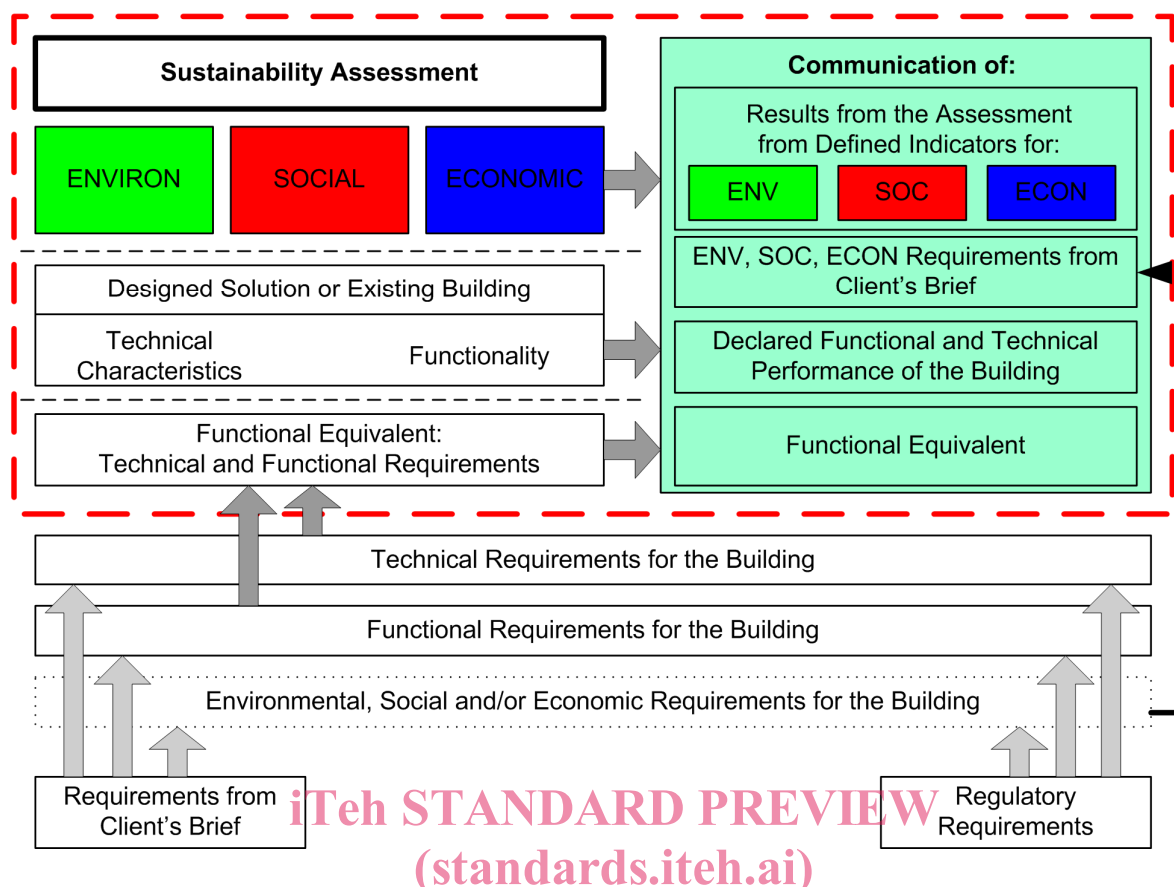 Sustainability Assessment
ENVIRON
SOCIAL
ECONOMIC
Designed Solution or Existing Building
Technical
Characteristics
Functionality
Functional Equivalent:
Technical and Functional Requirements
Communication of:
Results from the Assessment
from Defined Indicators for:
ENV
SOC
ECON
ENV, SOC, ECON Requirements from
Client's Brief
Declared Functional and Technical
Performance of the Building
Functional Equivalent
Technical Requirements for the Building
Functional Requirements for the Building
Environmental, Social and/or Economic Requirements for the Building
Requirements from
Client's Brief
Regulatory
Requirements
iTeh STANDARD PREVIEW
(standards.iteh.ai)